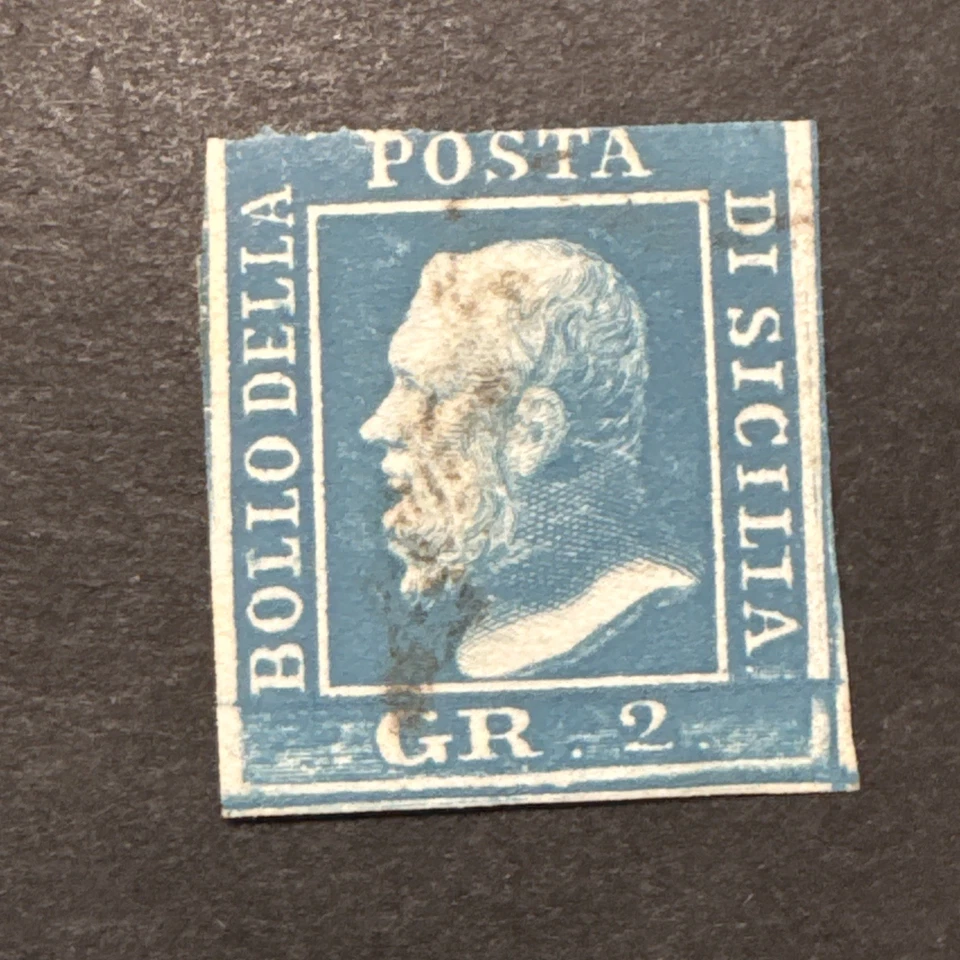 BOLLO DELLA
POSTA
DI SICILIA
GR. 2.